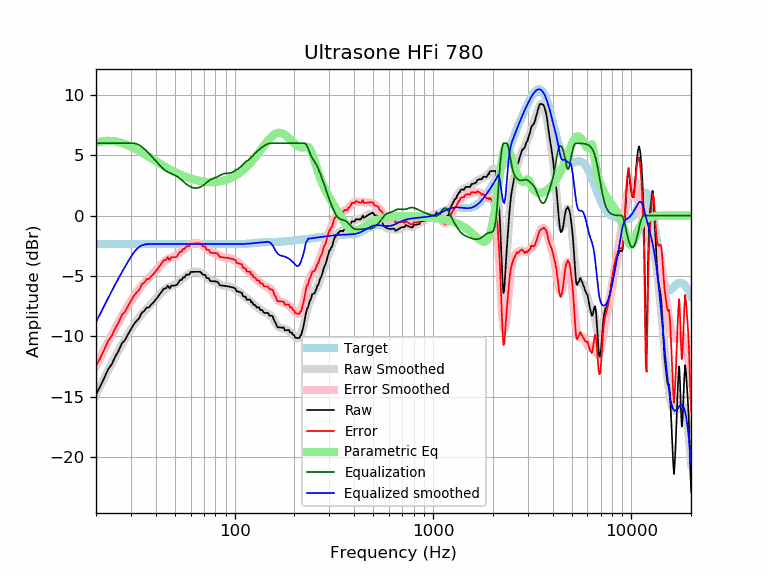 Ultrasone HFi 780
Amplitude (dBr)
10
5
0
−5
−10
−15
−20
Target
Raw Smoothed
Error Smoothed
Raw
Error
Parametric Eq
Equalization
Equalized smoothed
100
1000
10000
Frequency (Hz)